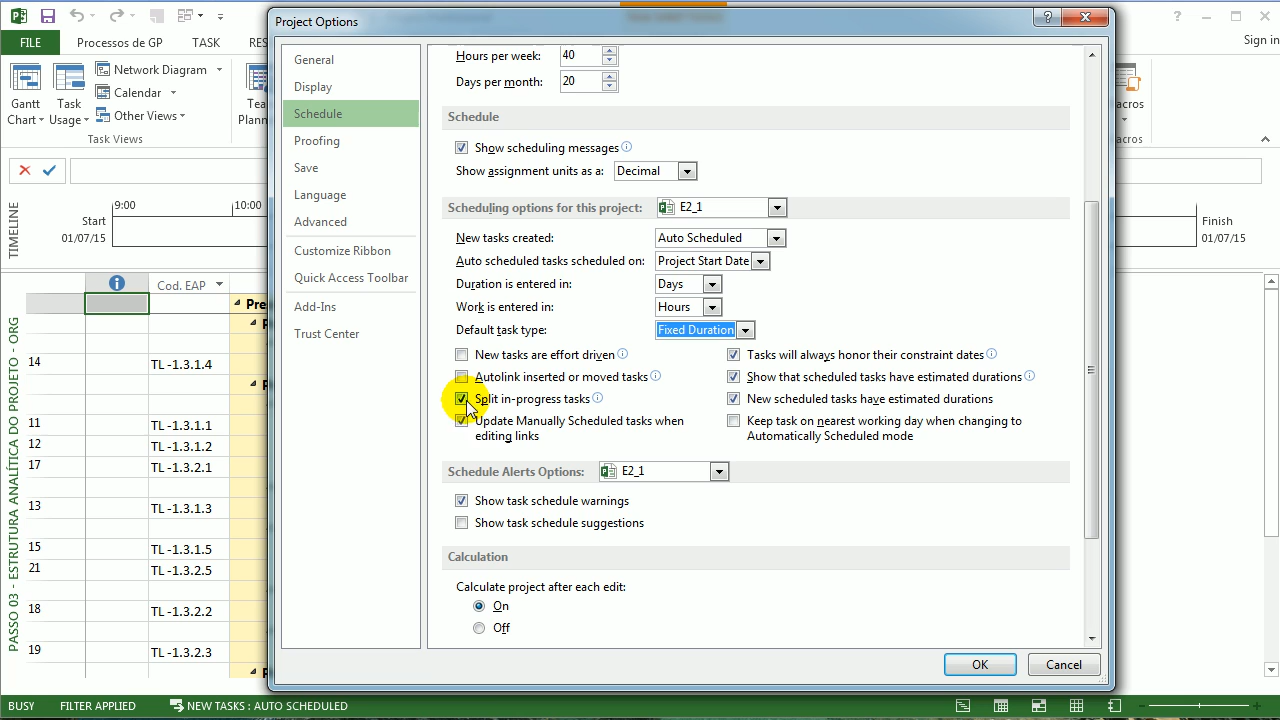 Project Options
?
FILE
Processos de GP
TASK
RES
Sign in
Gantt Chart
Task Usage
Network Diagram
Calendar
Other Views
Task Views
Tea
Plann
acros
acros
TIMELINE
9:00
10:00
Start
01/07/15
Finish
01/07/15
PASSO 03 - ESTRUTURA ANALÍTICA DO PROJETO - ORG
Cod. EAP
Pre
14 TL -1.3.1.4
11 TL -1.3.1.1
12 TL -1.3.1.2
17 TL -1.3.2.1
13 TL -1.3.1.3
15 TL -1.3.1.5
21 TL -1.3.2.5
18 TL -1.3.2.2
19 TL -1.3.2.3
General
Display
Schedule
Proofing
Save
Language
Advanced
Customize Ribbon
Quick Access Toolbar
Add-Ins
Trust Center
Hours per week: 40
Days per month: 20
Schedule
Show scheduling messages
Show assignment units as a: Decimal
Scheduling options for this project: E2_1
New tasks created: Auto Scheduled
Auto scheduled tasks scheduled on: Project Start Date
Duration is entered in: Days
Work is entered in: Hours
Default task type: Fixed Duration
New tasks are effort driven
Autolink inserted or moved tasks
Split in-progress tasks
Update Manually Scheduled tasks when
editing links
Tasks will always honor their constraint dates
Show that scheduled tasks have estimated durations
New scheduled tasks have estimated durations
Keep task on nearest working day when changing to
Automatically Scheduled mode
Schedule Alerts Options: E2_1
Show task schedule warnings
Show task schedule suggestions
Calculation
Calculate project after each edit:
On
Off
OK
Cancel
BUSY
FILTER APPLIED
NEW TASKS : AUTO SCHEDULED